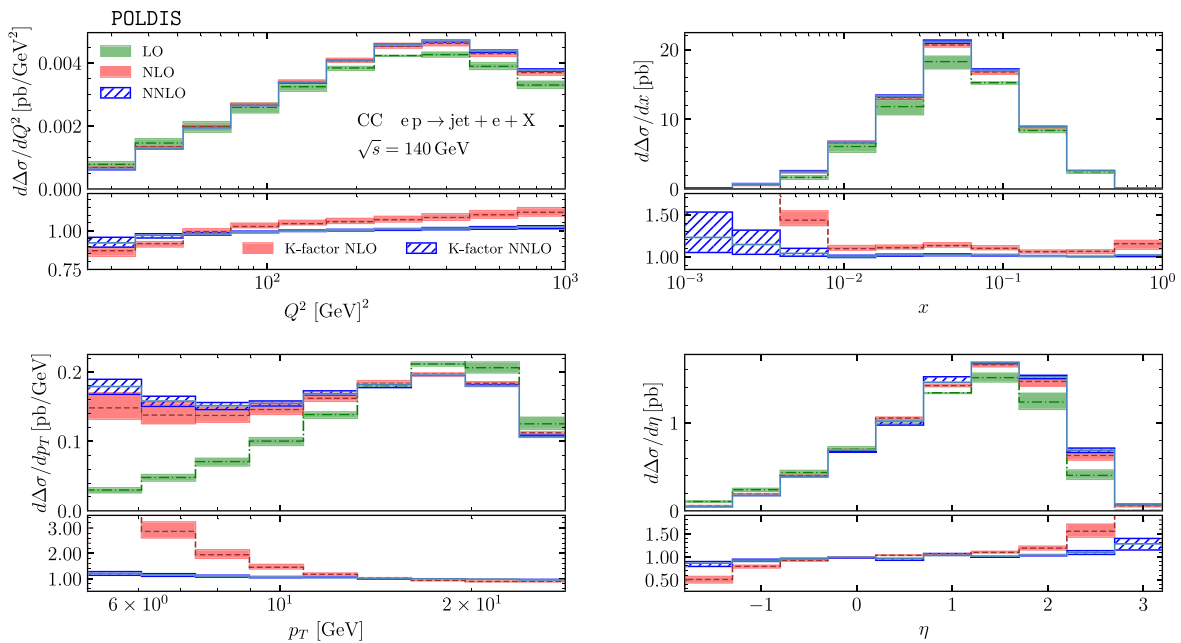 POLDIS
LO
NLO
NNLO
CC e p → jet + e + X
√s = 140 GeV
dΔσ/dQ² [pb/GeV²]
0.004
0.002
0.000
K-factor NLO K-factor NNLO
1.00
0.75
10² 10³
Q² [GeV]²
dΔσ/dx [pb]
20
10
0
1.50
1.00
10⁻³ 10⁻² 10⁻¹ 10⁰
x
dΔσ/dp_T [pb/GeV]
0.2
0.1
0.0
3.00
2.00
1.00
6 × 10⁰ 10¹ 2 × 10¹
p_T [GeV]
dΔσ/dη [pb]
1
0
1.50
1.00
0.50
−1 0 1 2 3
η